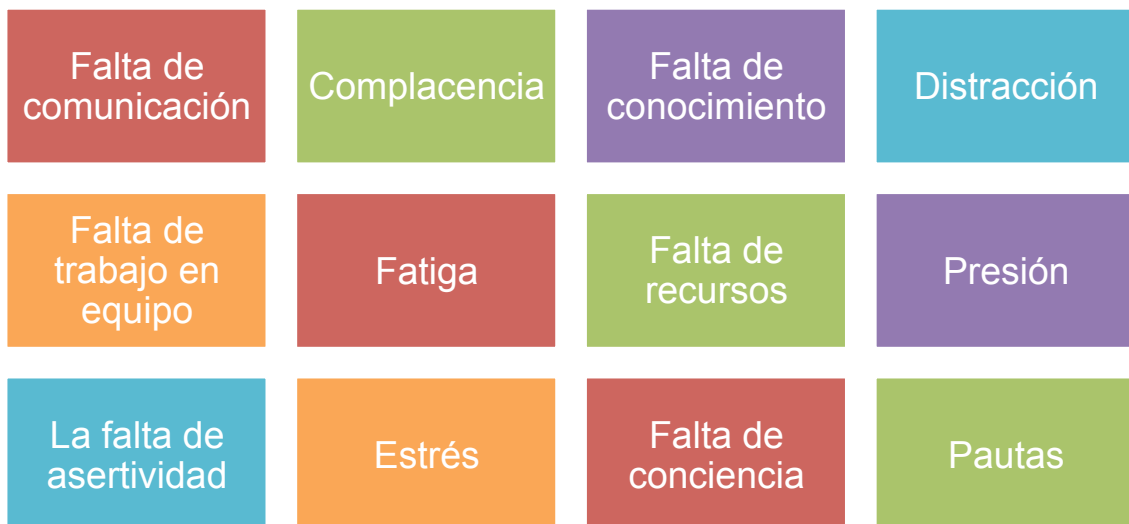 Falta de
comunicación
Complacencia
Falta de
conocimiento
Distracción
Falta de
trabajo en
equipo
Fatiga
Falta de
recursos
Presión
La falta de
asertividad
Estrés
Falta de
conciencia
Pautas